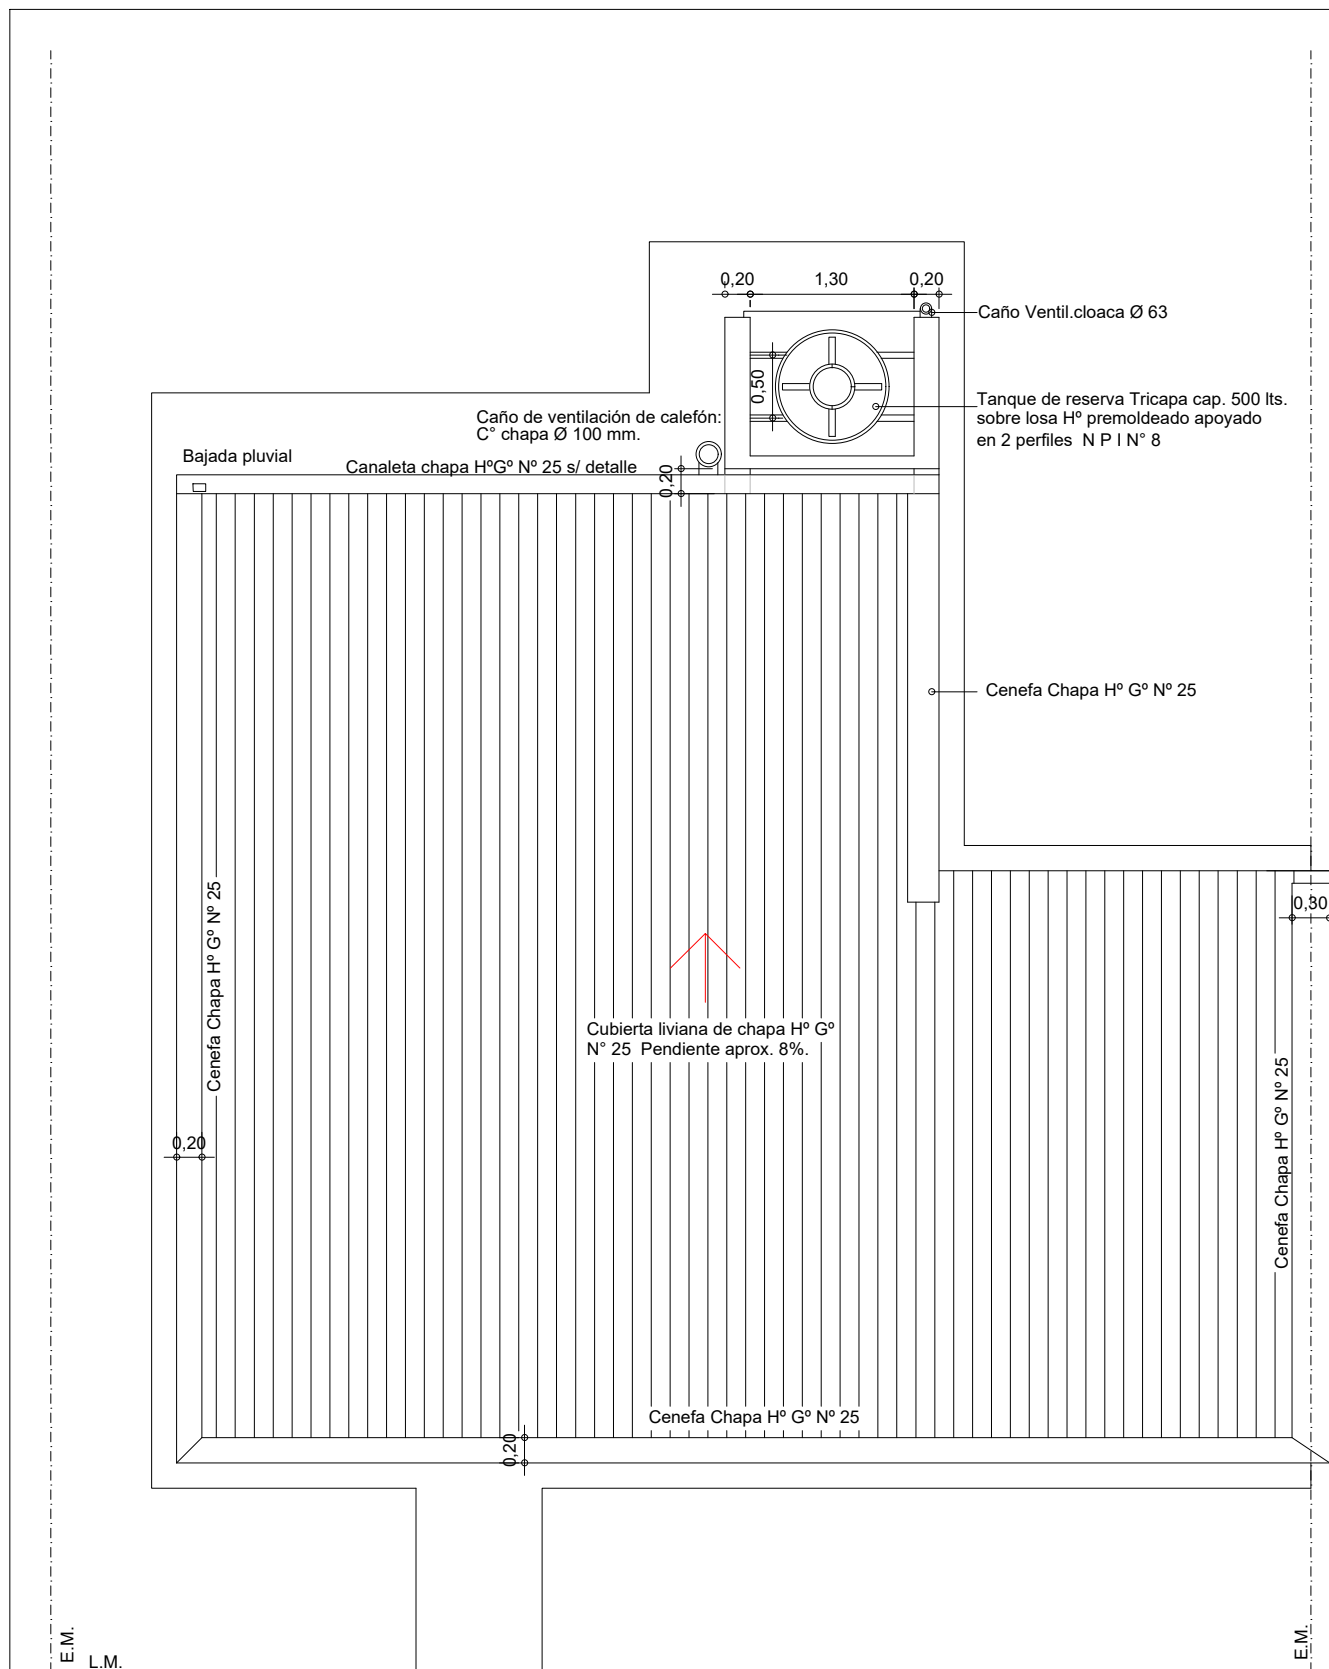 0,20
1,30
0,20
Caño Ventil.cloaca Ø 63
0,50
Tanque de reserva Tricapa cap. 500 lts.
sobre losa Hº premoldeado apoyado
en 2 perfiles N P I N° 8
Caño de ventilación de calefón:
C° chapa Ø 100 mm.
Bajada pluvial
Canaleta chapa HºGº Nº 25 s/ detalle
0,20
Cenefa Chapa Hº Gº Nº 25
0,30
Cenefa Chapa Hº Gº Nº 25
Cubierta liviana de chapa Hº Gº
N° 25 Pendiente aprox. 8%.
Cenefa Chapa Hº Gº Nº 25
0,20
Cenefa Chapa Hº Gº Nº 25
0,20
E.M.
L.M.
E.M.